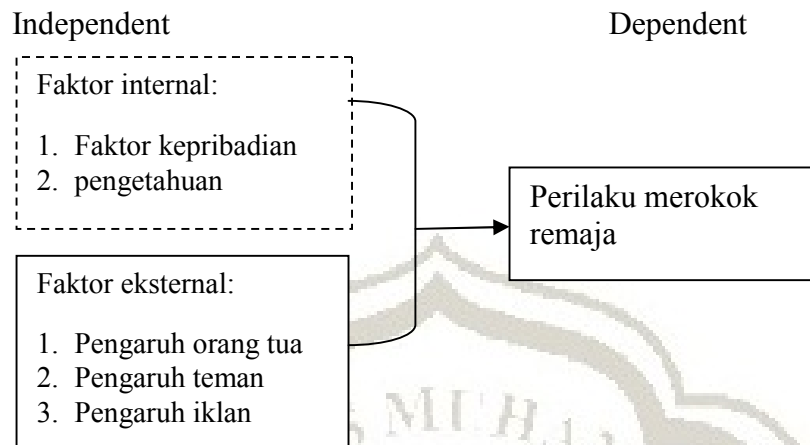 Independent
Dependent
Faktor internal:
1. Faktor kepribadian
2. pengetahuan
Perilaku merokok
remaja
Faktor eksternal:
1. Pengaruh orang tua
2. Pengaruh teman
3. Pengaruh iklan